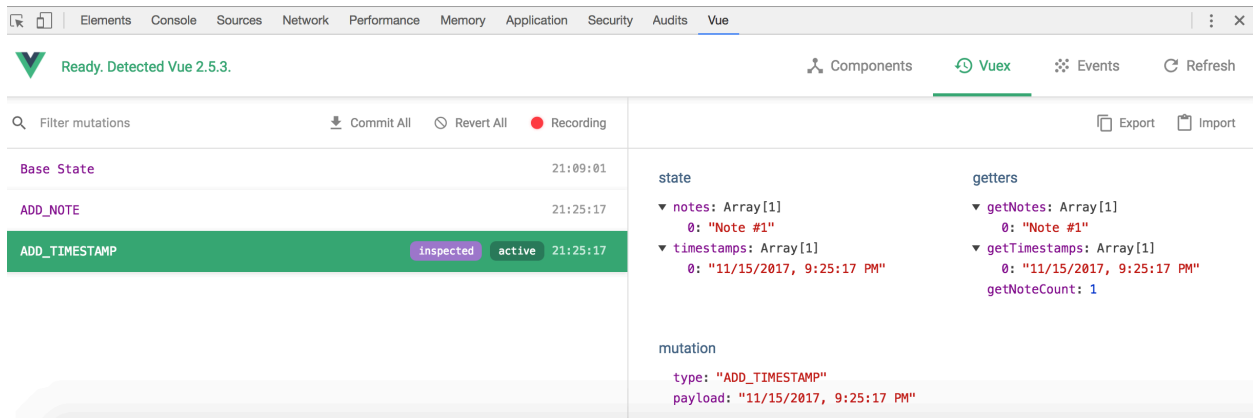 Elements Console Sources Network Performance Memory Application Security Audits Vue
Ready. Detected Vue 2.5.3.
Components Vuex Events Refresh
Filter mutations Commit All Revert All Recording
Export Import
Base State 21:09:01
ADD_NOTE 21:25:17
ADD_TIMESTAMP inspected active 21:25:17
state
▼ notes: Array[1]
0: "Note #1"
▼ timestamps: Array[1]
0: "11/15/2017, 9:25:17 PM"
getters
▼ getNotes: Array[1]
0: "Note #1"
▼ getTimestamps: Array[1]
0: "11/15/2017, 9:25:17 PM"
getNoteCount: 1
mutation
type: "ADD_TIMESTAMP"
payload: "11/15/2017, 9:25:17 PM"